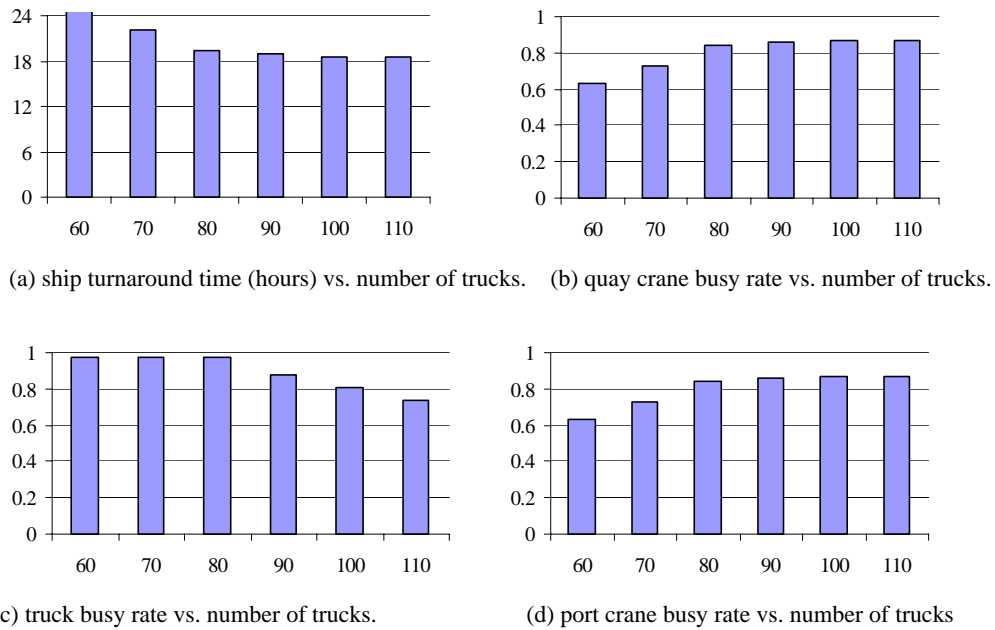 24
18
12
6
0
60 70 80 90 100 110
1
0.8
0.6
0.4
0.2
0
60 70 80 90 100 110
(a) ship turnaround time (hours) vs. number of trucks.
(b) quay crane busy rate vs. number of trucks.
1
0.8
0.6
0.4
0.2
0
60 70 80 90 100 110
1
0.8
0.6
0.4
0.2
0
60 70 80 90 100 110
c) truck busy rate vs. number of trucks.
(d) port crane busy rate vs. number of trucks